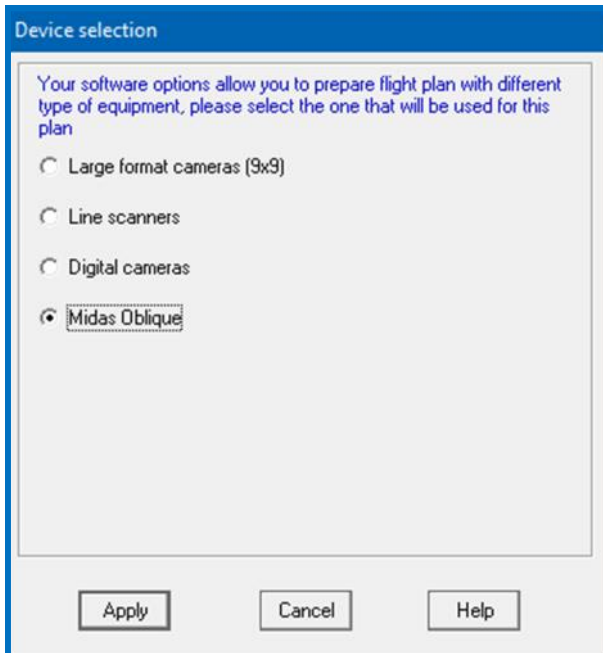 Device selection
Your software options allow you to prepare flight plan with different
type of equipment, please select the one that will be used for this
plan
Large format cameras (9x9)
Line scanners
Digital cameras
Midas Oblique
Apply Cancel Help